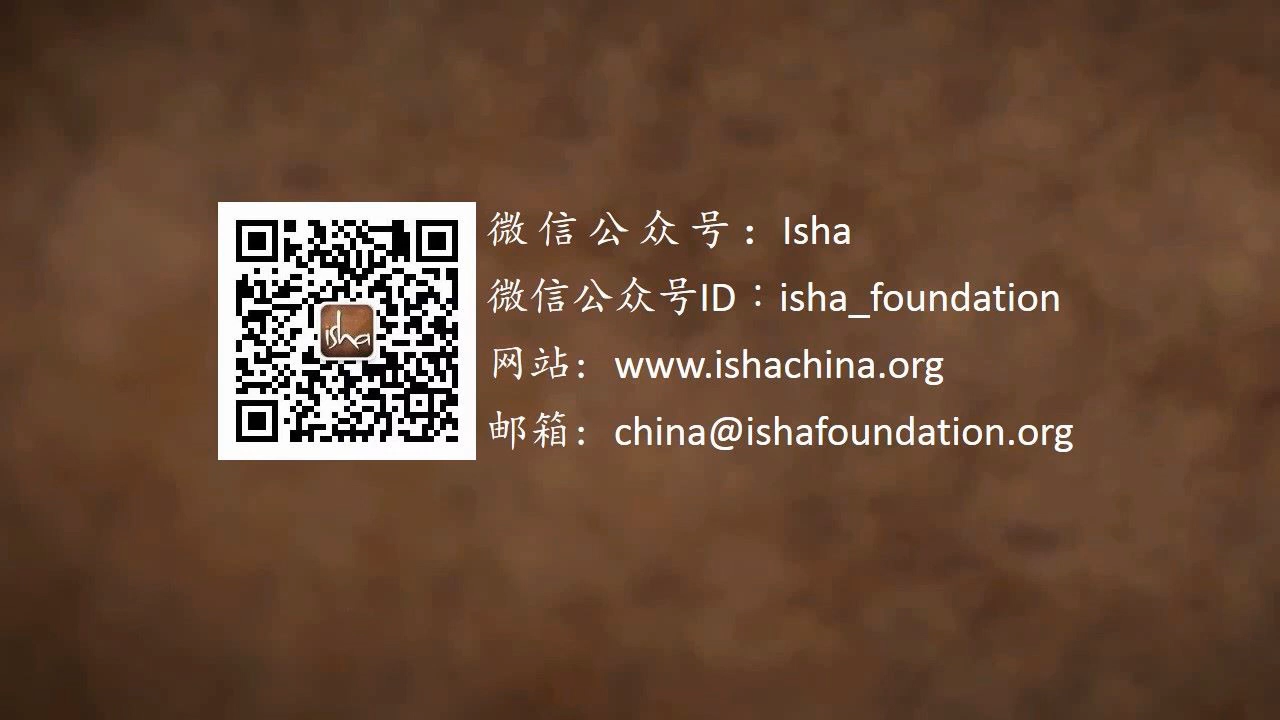 微信公众号：Isha
微信公众号ID：isha_foundation
网站：www.ishachina.org
邮箱：china@ishafoundation.org
isha